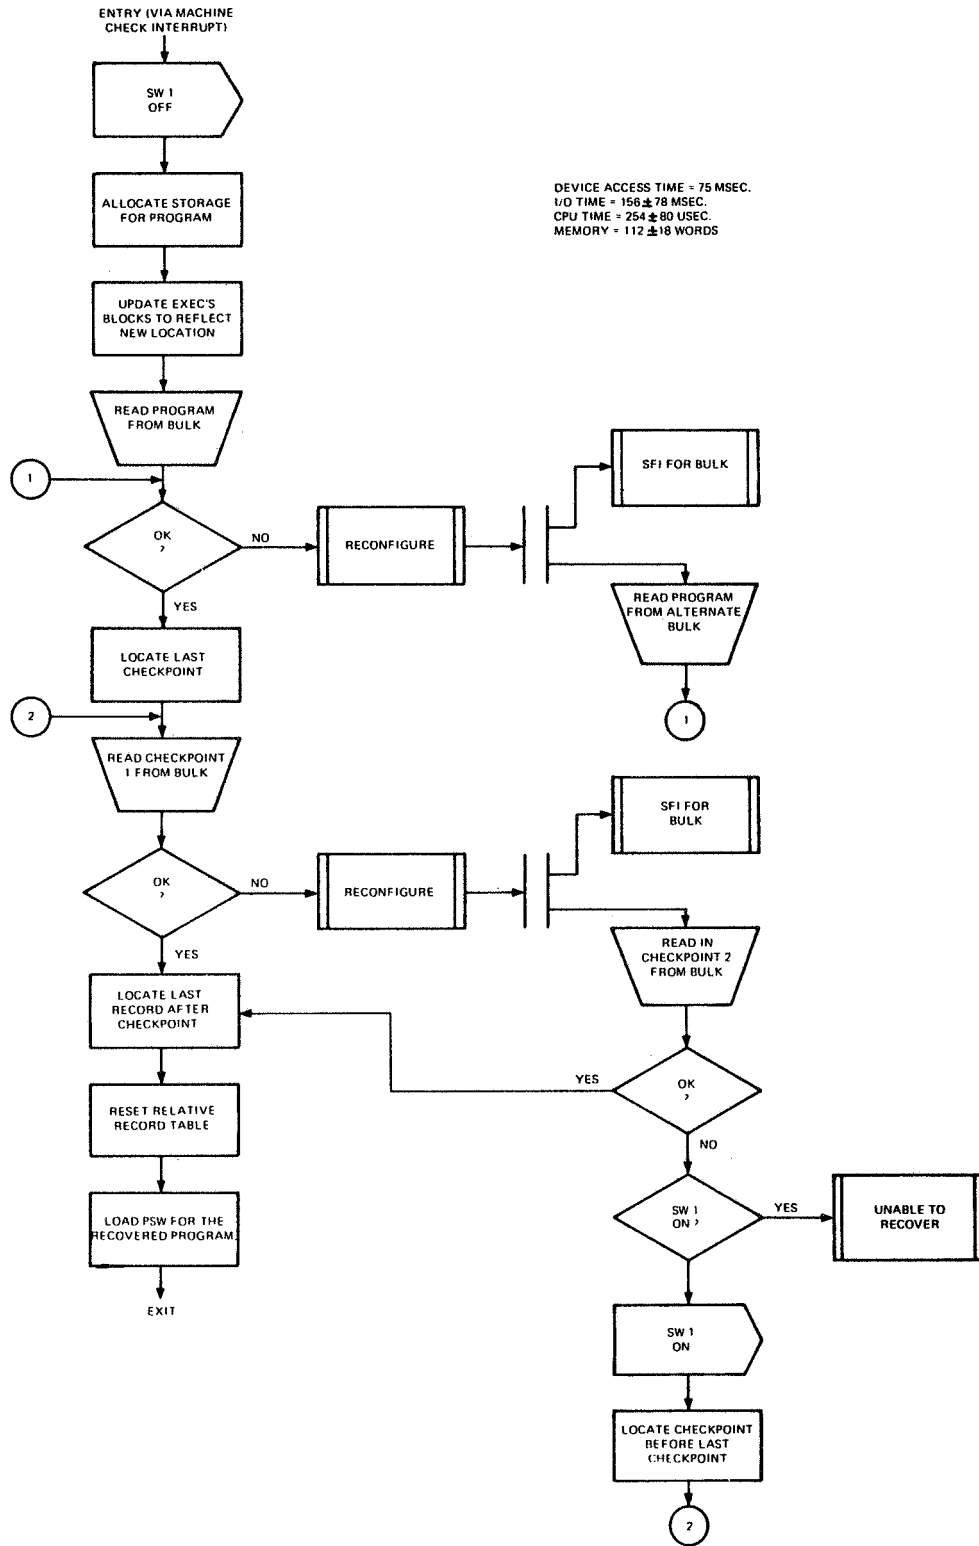 ENTRY (VIA MACHINE
CHECK INTERRUPT)
SW 1
OFF
ALLOCATE STORAGE
FOR PROGRAM
DEVICE ACCESS TIME = 75 MSEC.
I/O TIME = 156 ± 78 MSEC.
CPU TIME = 254 ± 80 USEC.
MEMORY = 112 ± 18 WORDS
UPDATE EXEC'S
BLOCKS TO REFLECT
NEW LOCATION
READ PROGRAM
FROM BULK
1
OK
?
NO
RECONFIGURE
SFI FOR BULK
READ PROGRAM
FROM ALTERNATE
BULK
1
YES
LOCATE LAST
CHECKPOINT
2
READ CHECKPOINT
1 FROM BULK
OK
?
NO
RECONFIGURE
SFI FOR
BULK
READ IN
CHECKPOINT 2
FROM BULK
YES
LOCATE LAST
RECORD AFTER
CHECKPOINT
OK
?
YES
NO
RESET RELATIVE
RECORD TABLE
LOAD PSW FOR THE
RECOVERED PROGRAM
EXIT
SW 1
ON ?
YES
UNABLE TO
RECOVER
SW 1
ON
LOCATE CHECKPOINT
BEFORE LAST
CHECKPOINT
2